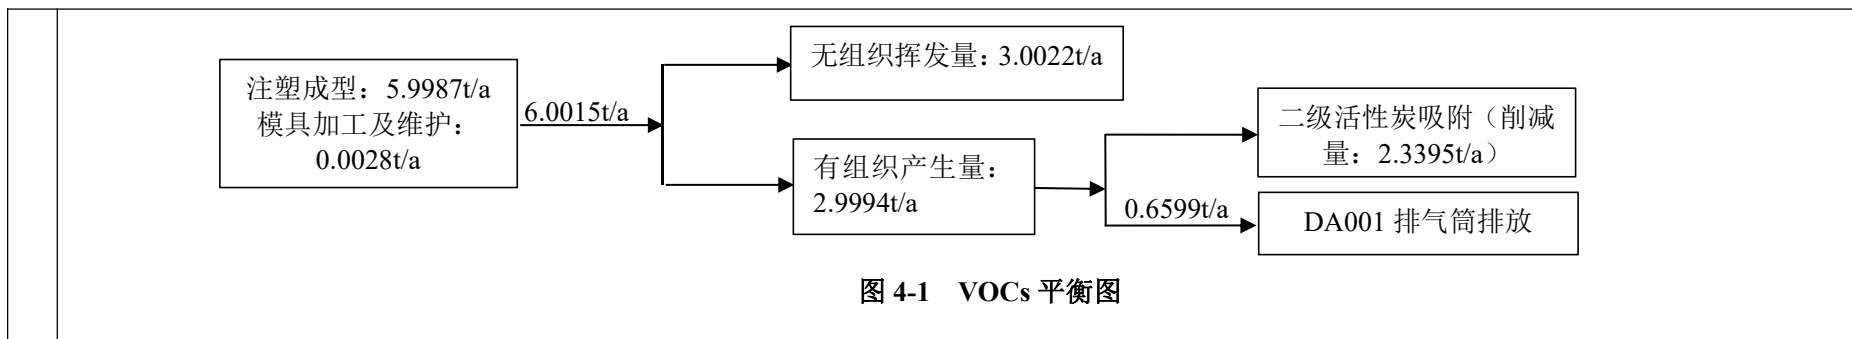 注塑成型：5.9987t/a
模具加工及维护：
0.0028t/a
6.0015t/a
无组织挥发量：3.0022t/a
有组织产生量：
2.9994t/a
二级活性炭吸附（削减
量：2.3395t/a）
0.6599t/a
DA001 排气筒排放
图 4-1 VOCs 平衡图